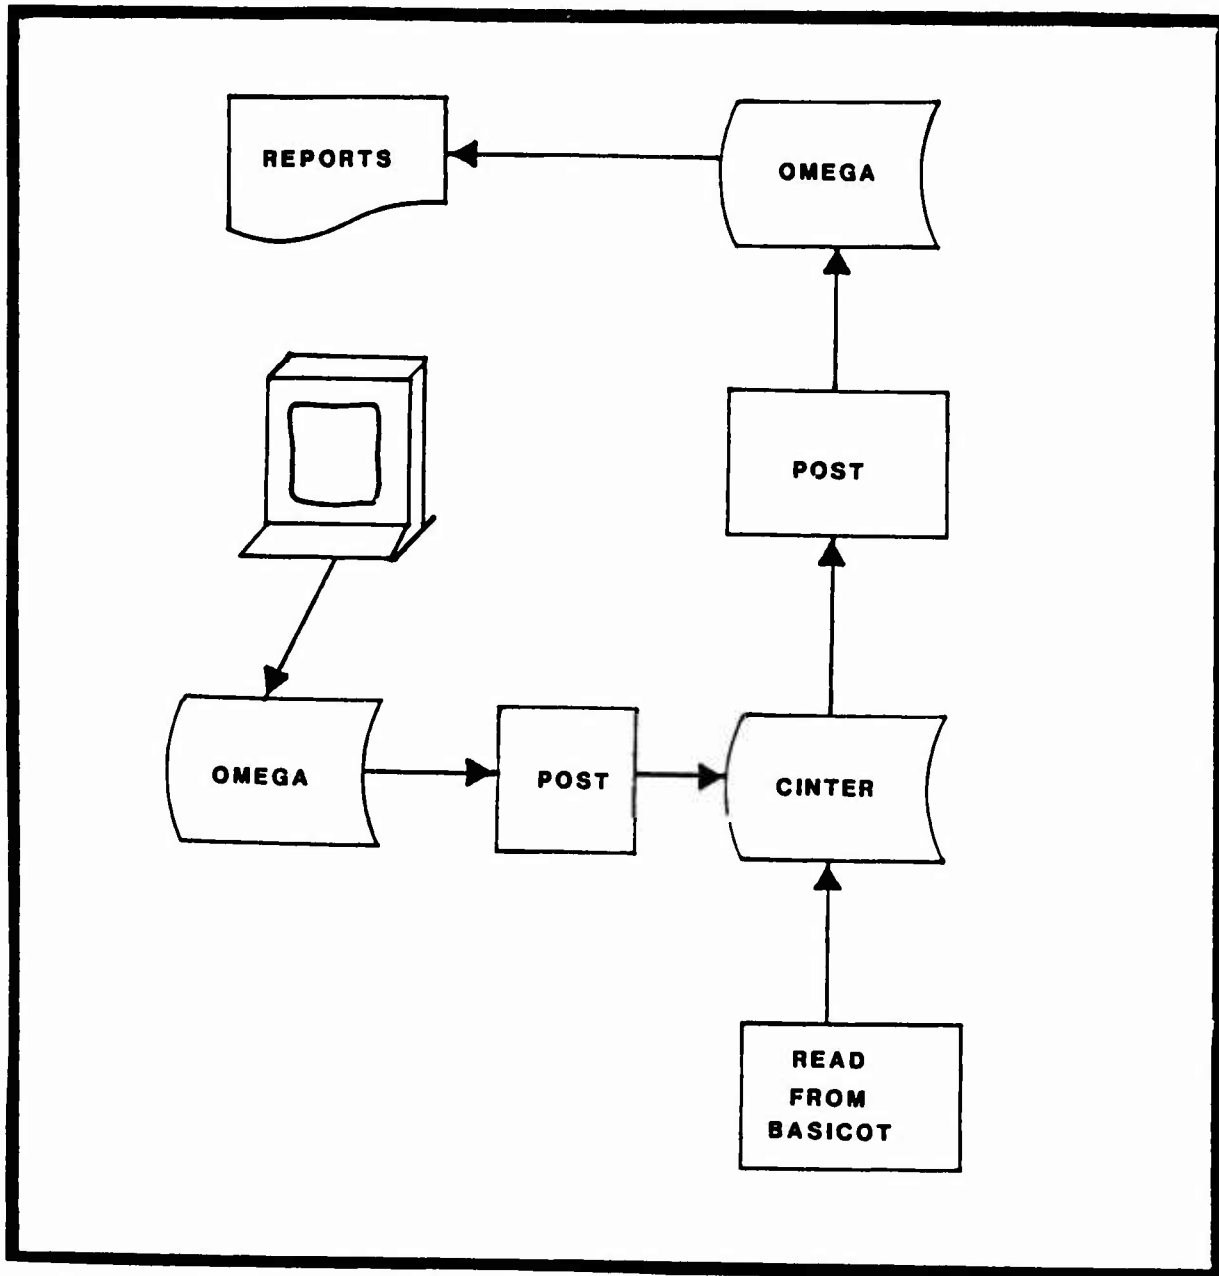 REPORTS
OMEGA
POST
OMEGA
POST
CINTER
READ
FROM
BASICOT